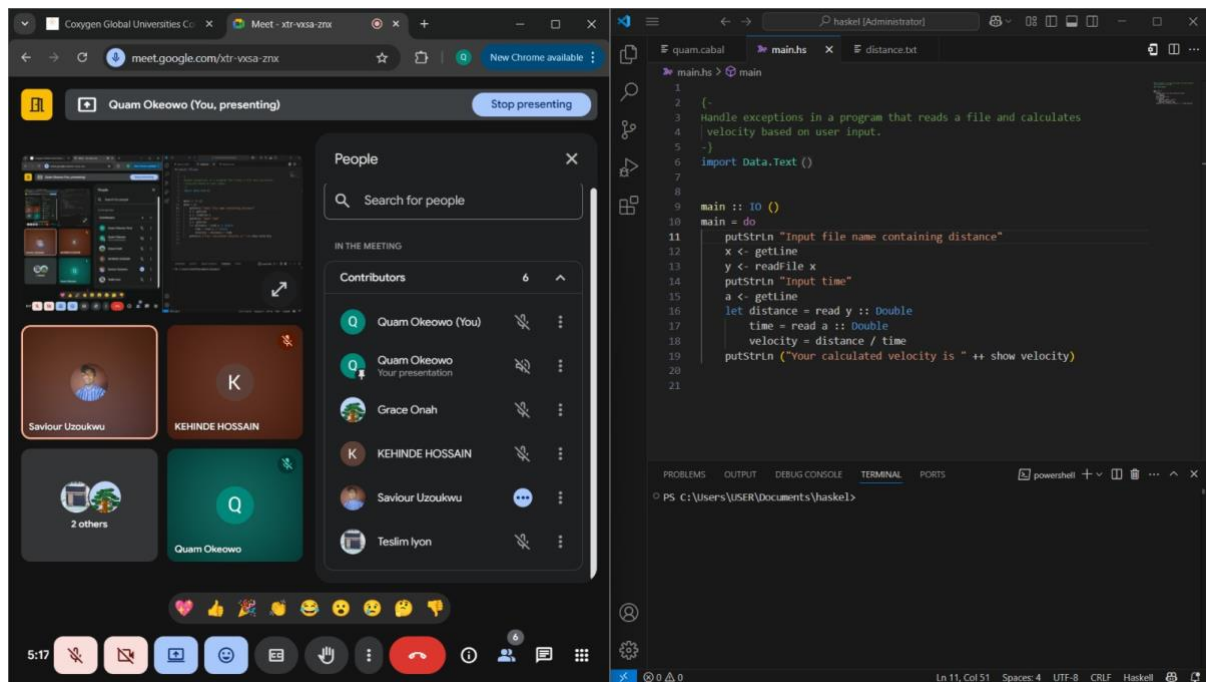 Coxygen Global Universities Co
Meet - xtr-vxsa-znx
meet.google.com/xtr-vxsa-znx
Q
New Chrome available
Quam Okeowo (You, presenting)
Stop presenting
Saviour Uzoukwu
K
KEHINDE HOSSAIN
2 others
Q
Quam Okeowo
People
Search for people
IN THE MEETING
Contributors
6
Q
Quam Okeowo (You)
Q
Quam Okeowo
Your presentation
Grace Onah
K
KEHINDE HOSSAIN
Saviour Uzoukwu
Teslim Iyon
5:17
6
haskel [Administrator]
quam.cabal
main.hs
distance.txt
main.hs > main
1
2 {-
3 Handle exceptions in a program that reads a file and calculates
4 velocity based on user input.
5 -}
6 import Data.Text ()
7
8
9 main :: IO ()
10 main = do
11 putStrLn "Input file name containing distance"
12 x <- getLine
13 y <- readFile x
14 putStrLn "Input time"
15 a <- getLine
16 let distance = read y :: Double
17 time = read a :: Double
18 velocity = distance / time
19 putStrLn ("Your calculated velocity is " ++ show velocity)
20
21
PROBLEMS OUTPUT DEBUG CONSOLE TERMINAL PORTS
powershell
PS C:\Users\USER\Documents\haskel>
0 0
Ln 11, Col 51 Spaces: 4 UTF-8 CRLF Haskell